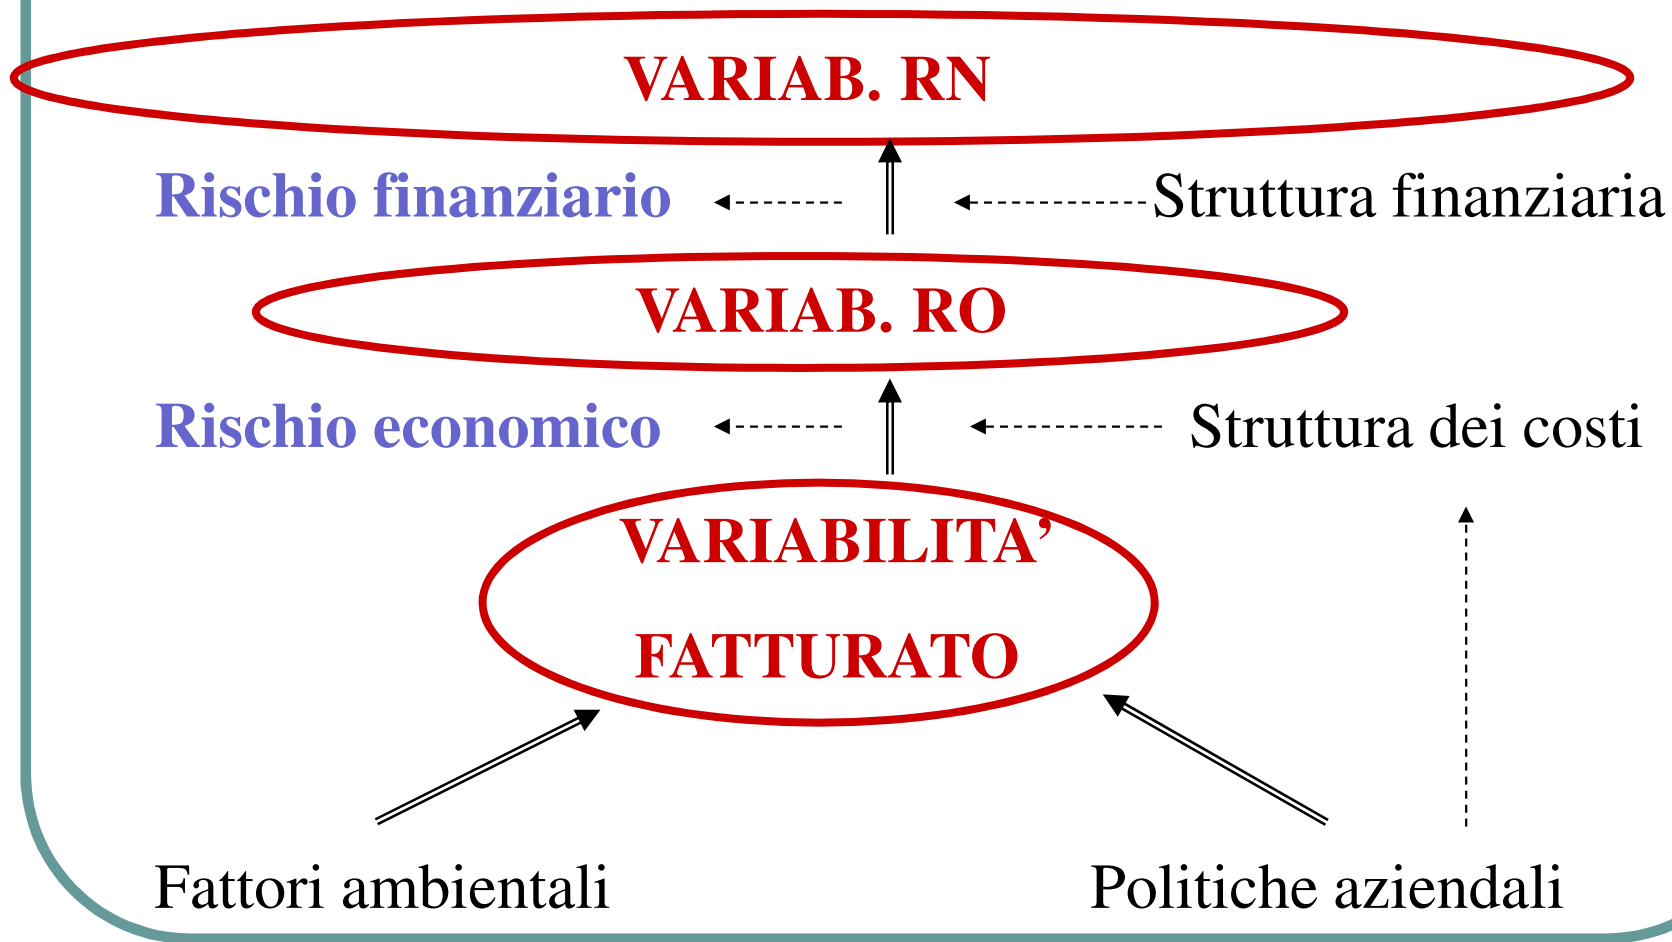 VARIAB. RN
Rischio finanziario
Struttura finanziaria
VARIAB. RO
Rischio economico
Struttura dei costi
VARIABILITA’
FATTURATO
Fattori ambientali
Politiche aziendali